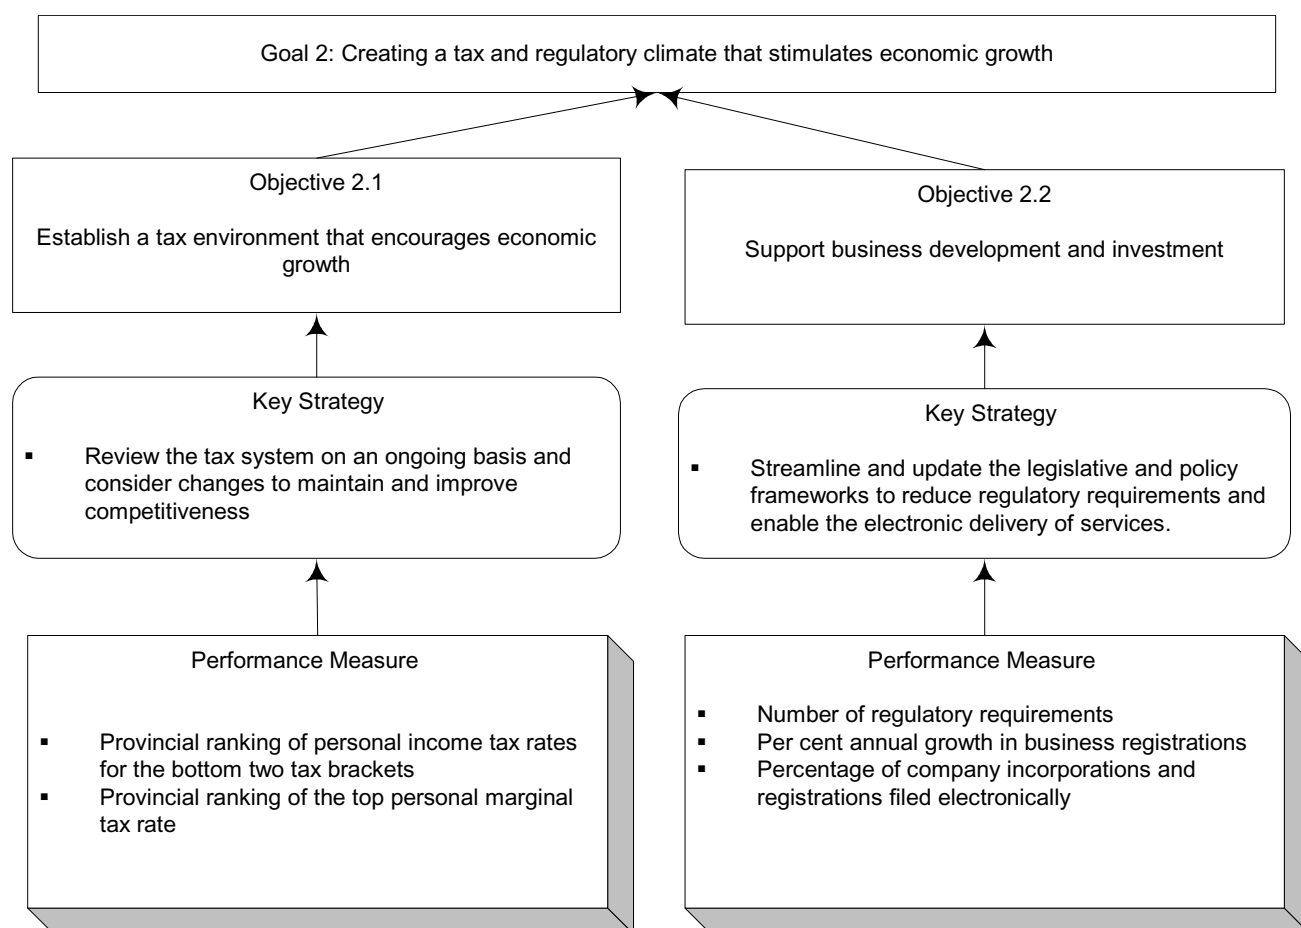 Goal 2: Creating a tax and regulatory climate that stimulates economic growth
Objective 2.1
Establish a tax environment that encourages economic
growth
Objective 2.2
Support business development and investment
Key Strategy
▪ Review the tax system on an ongoing basis and
consider changes to maintain and improve
competitiveness
Key Strategy
▪ Streamline and update the legislative and policy
frameworks to reduce regulatory requirements and
enable the electronic delivery of services.
Performance Measure
▪ Provincial ranking of personal income tax rates
for the bottom two tax brackets
▪ Provincial ranking of the top personal marginal
tax rate
Performance Measure
▪ Number of regulatory requirements
▪ Per cent annual growth in business registrations
▪ Percentage of company incorporations and
registrations filed electronically